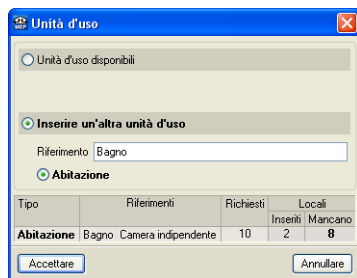 Unità d'uso
Unità d'uso disponibili
Inserire un'altra unità d'uso
Riferimento Bagno
Abitazione
Tipo Riferimenti Richiesti Locali
Inseriti Mancano
Abitazione Bagno Camera indipendente 10 2 8
Accettare Annullare